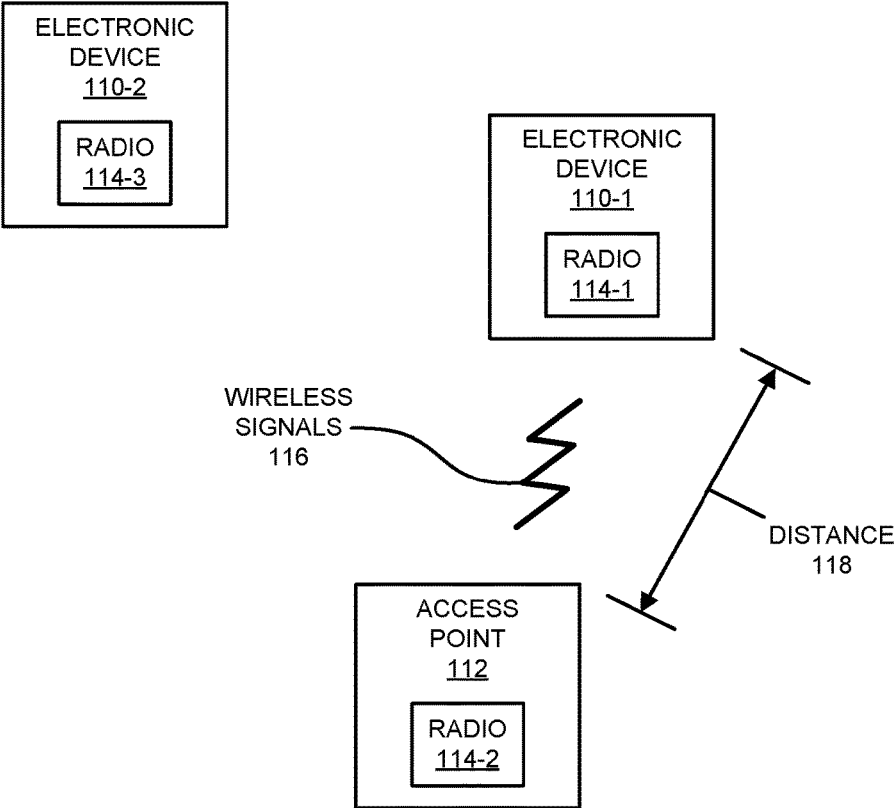 ELECTRONIC
DEVICE
110-2
RADIO
114-3
ELECTRONIC
DEVICE
110-1
RADIO
114-1
WIRELESS
SIGNALS
116
DISTANCE
118
ACCESS
POINT
112
RADIO
114-2